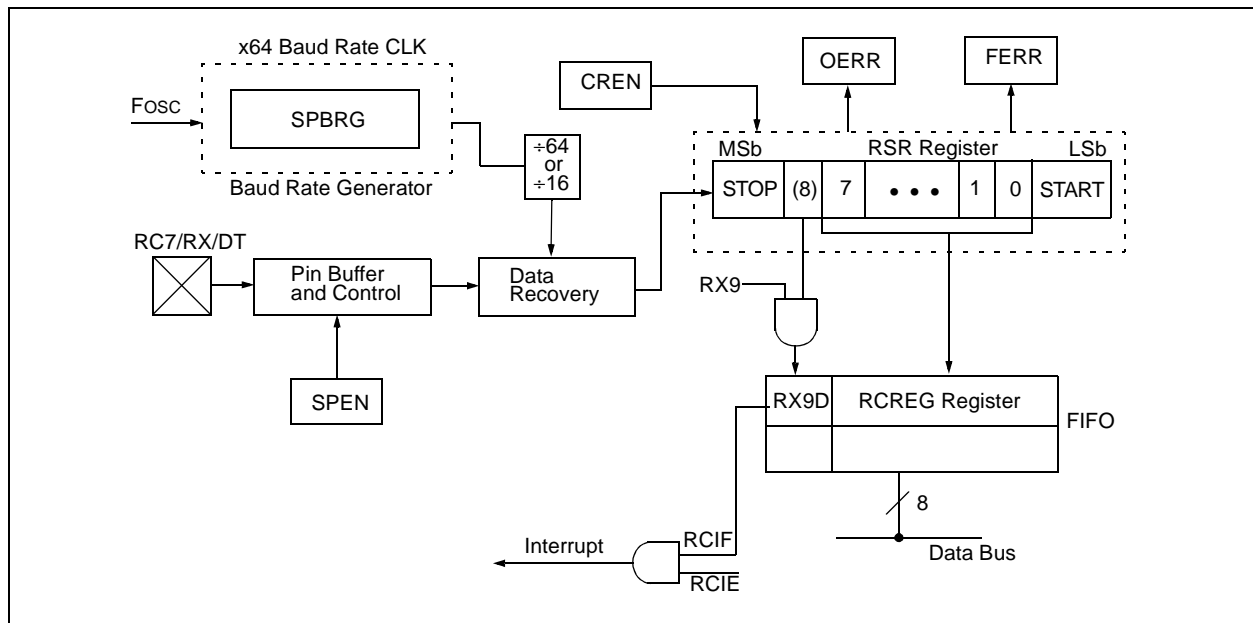 x64 Baud Rate CLK
FOSC
SPBRG
Baud Rate Generator
÷64
or
÷16
CREN
OERR
FERR
MSb
RSR Register
LSb
STOP (8) 7 • • • 1 0 START
RC7/RX/DT
Pin Buffer
and Control
Data
Recovery
SPEN
RX9
RX9D
RCREG Register
FIFO
8
Data Bus
Interrupt
RCIF
RCIE